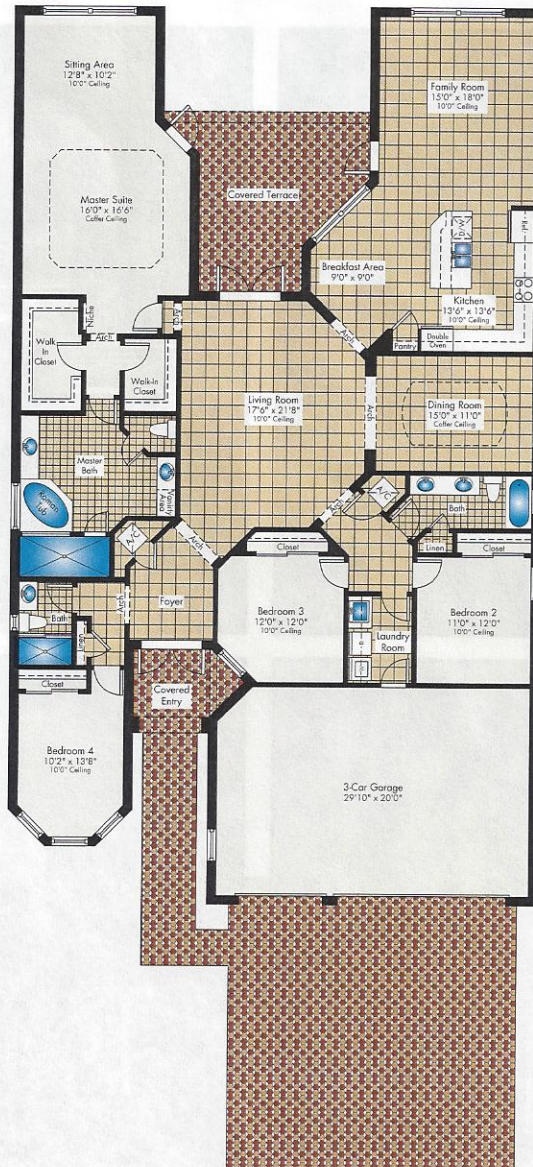 Sitting Area
12'8" x 10'2"
10'0" Ceiling
Family Room
15'0" x 18'0"
10'0" Ceiling
Master Suite
16'0" x 16'6"
Coffer Ceiling
Covered Terrace
D/W
Ref.
Breakfast Area
9'0" x 9'0"
Kitchen
13'6" x 13'6"
10'0" Ceiling
Niche
Arch
Walk
In
Closet
Arch
Walk-In
Closet
Arch
Pantry
Double
Oven
Living Room
17'6" x 21'8"
10'0" Ceiling
Arch
Dining Room
15'0" x 11'0"
Coffer Ceiling
Master
Bath
Roman
Tub
Vanity
Area
A/C
Arch
Arch
A/C
Bath
Linen
Closet
Closet
Foyer
Arch
Bath
Linen
Closet
Bedroom 3
12'0" x 12'0"
10'0" Ceiling
Bedroom 2
11'0" x 12'0"
10'0" Ceiling
Laundry
Room
Covered
Entry
Bedroom 4
10'2" x 13'8"
10'0" Ceiling
3-Car Garage
29'10" x 20'0"